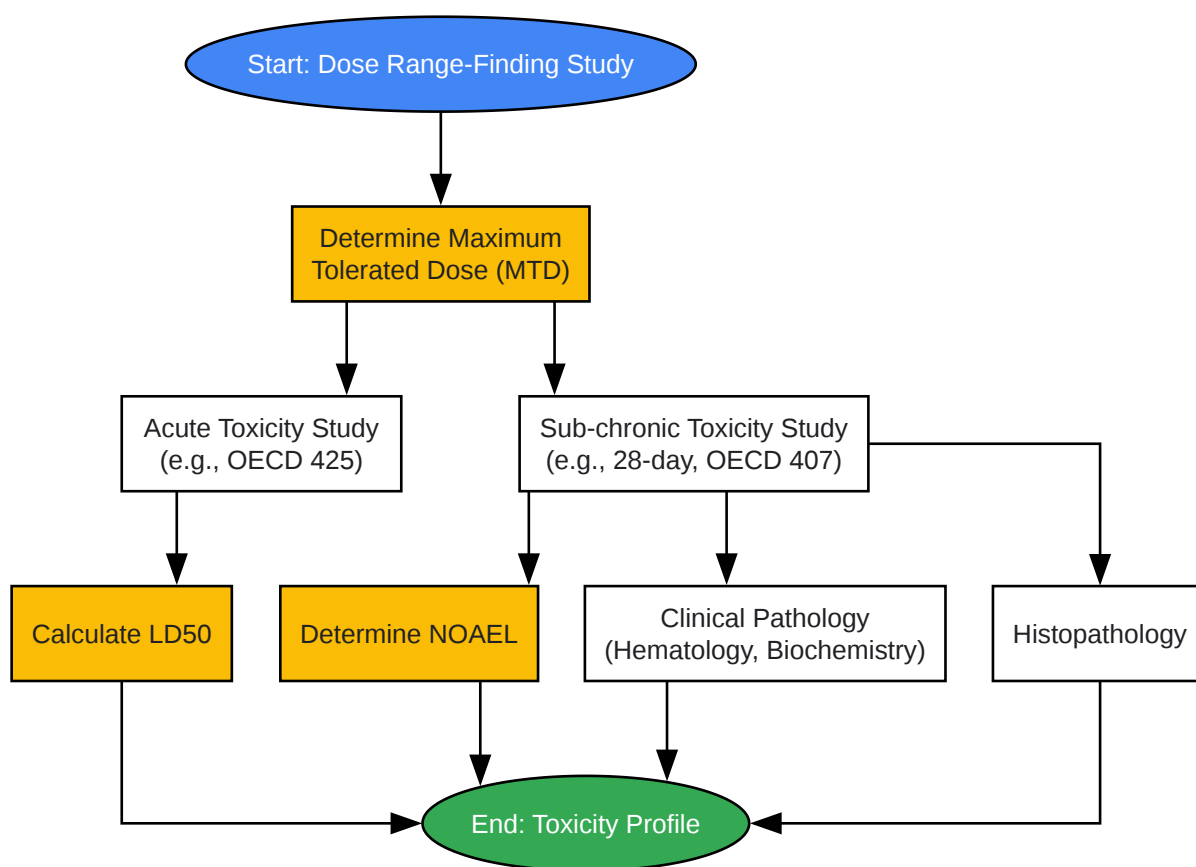 Start: Dose Range-Finding Study
Determine Maximum
Tolerated Dose (MTD)
Acute Toxicity Study
(e.g., OECD 425)
Sub-chronic Toxicity Study
(e.g., 28-day, OECD 407)
Calculate LD50
Determine NOAEL
Clinical Pathology
(Hematology, Biochemistry)
Histopathology
End: Toxicity Profile